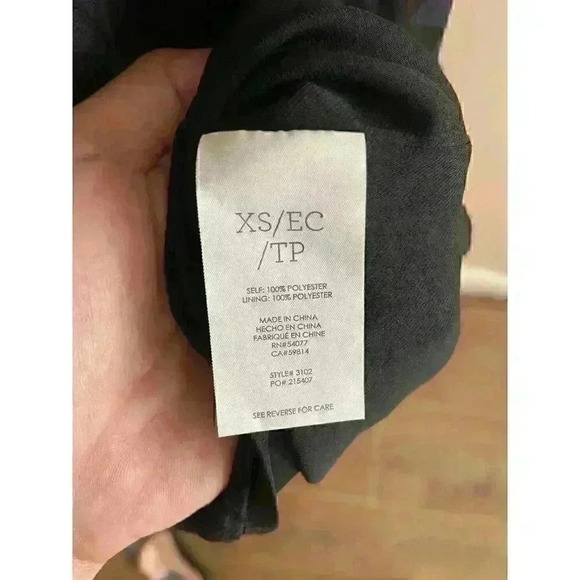 XS/EC
/TP
SELF: 100% POLYESTER
LINING: 100% POLYESTER
MADE IN CHINA
HECHO EN CHINA
FABRIQUÉ EN CHINE
RN#54077
CA#59814
STYLE# 3102
PO# 215407
SEE REVERSE FOR CARE